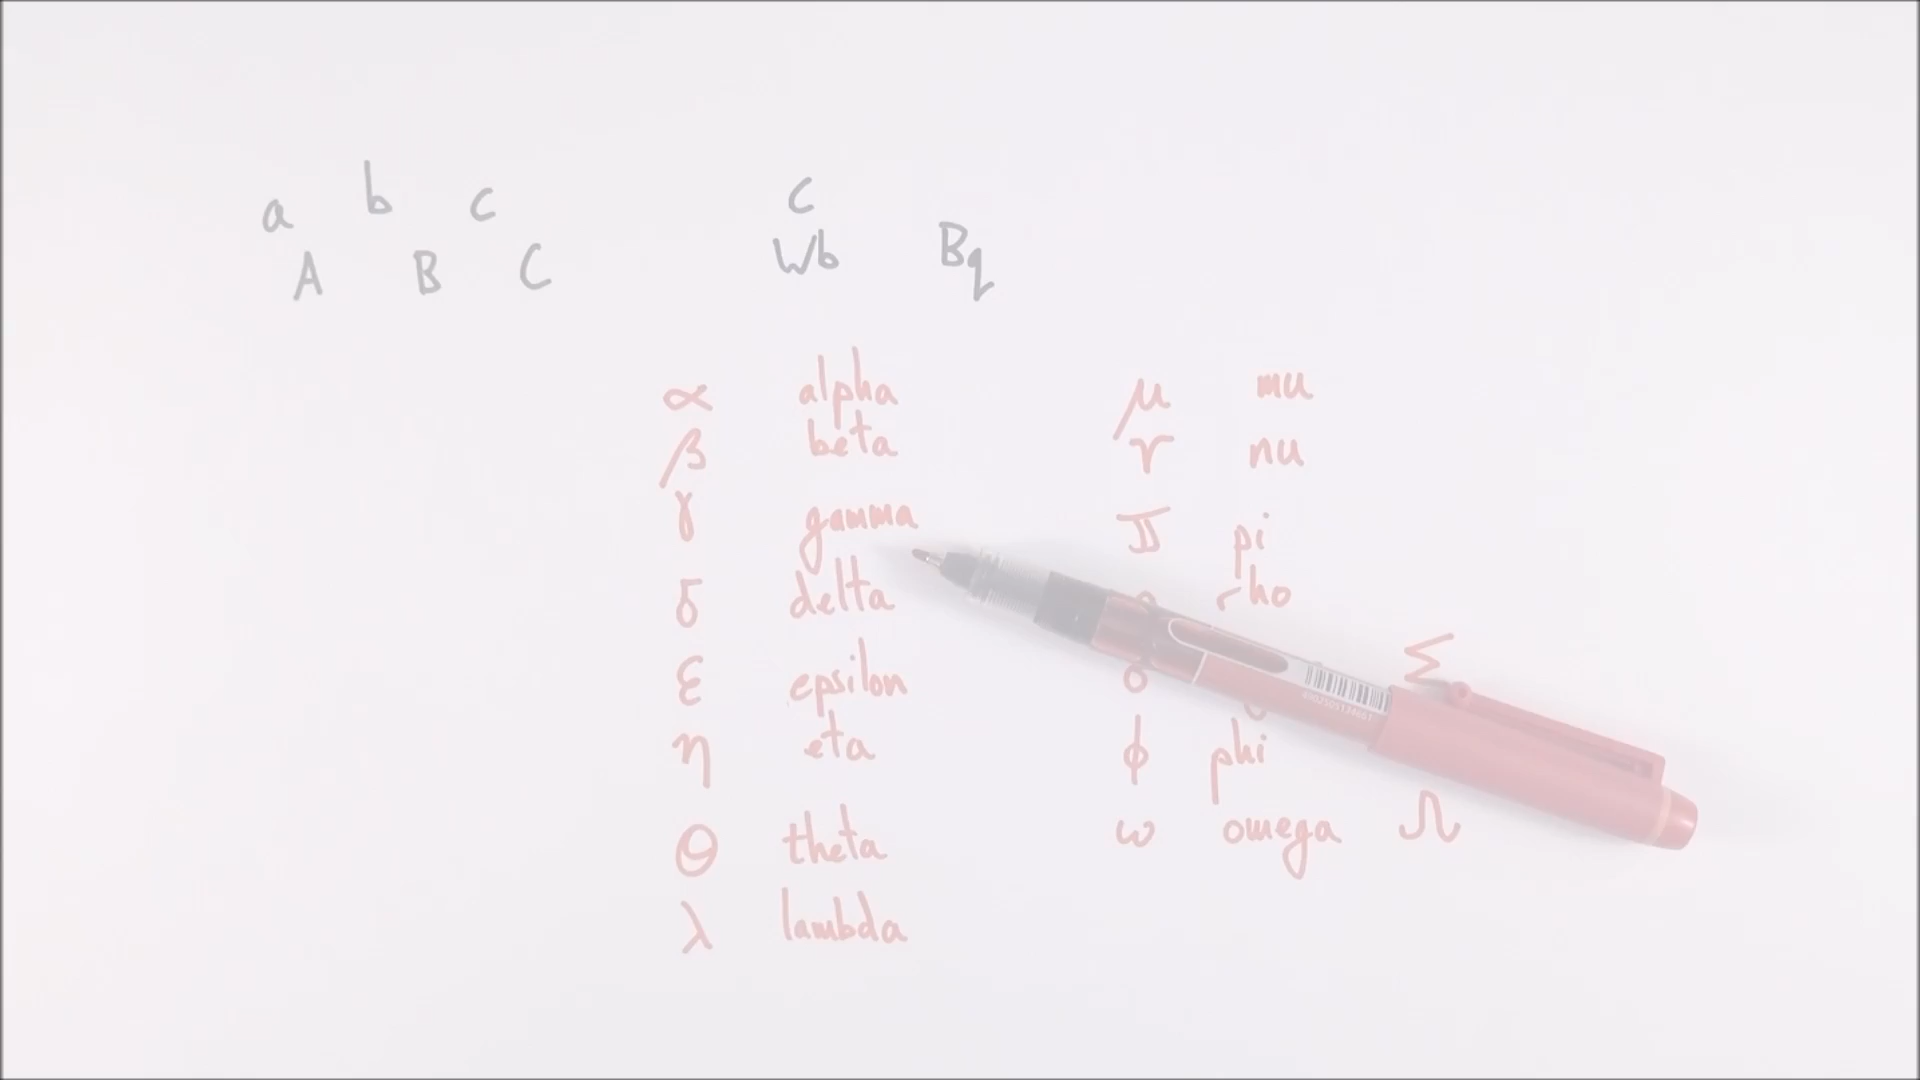 a b c
A B C
C
Wb Bq
α alpha
β beta
γ gamma
δ delta
ε epsilon
η eta
θ theta
λ lambda
μ mu
ν nu
π pi
rho
Σ
ϕ phi
ω omega Ω